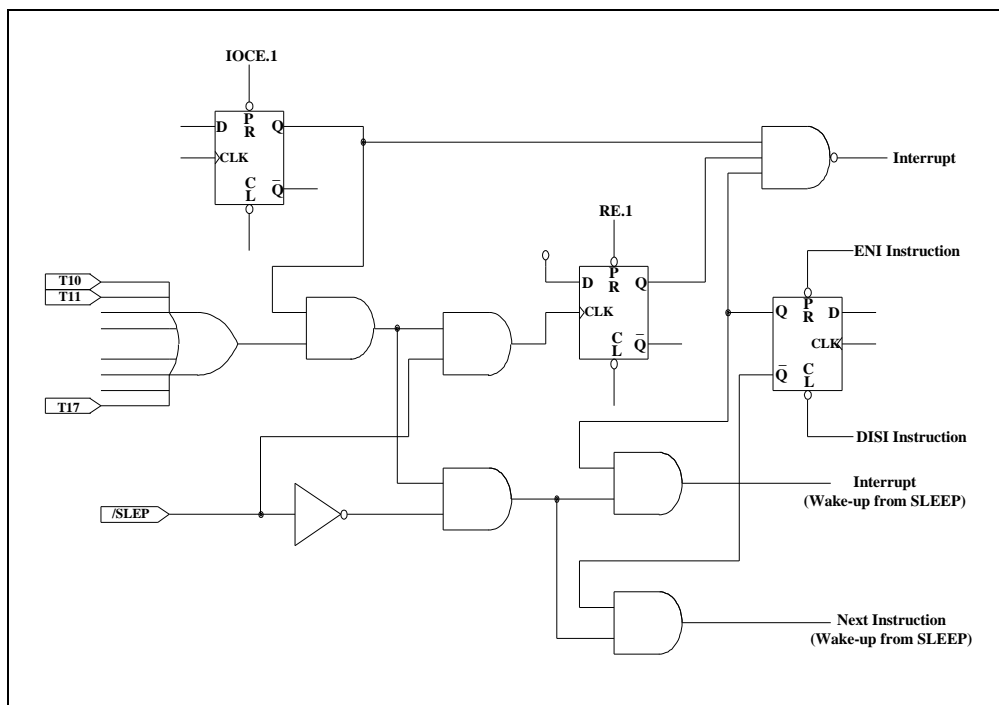 IOCE.1
D
P
R
Q
CLK
C
L
Q
Interrupt
RE.1
D
P
R
Q
CLK
C
L
Q
ENI Instruction
Q
P
R
D
CLK
Q
C
L
DISI Instruction
T10
T11
T17
/SLEP
Interrupt
(Wake-up from SLEEP)
Next Instruction
(Wake-up from SLEEP)